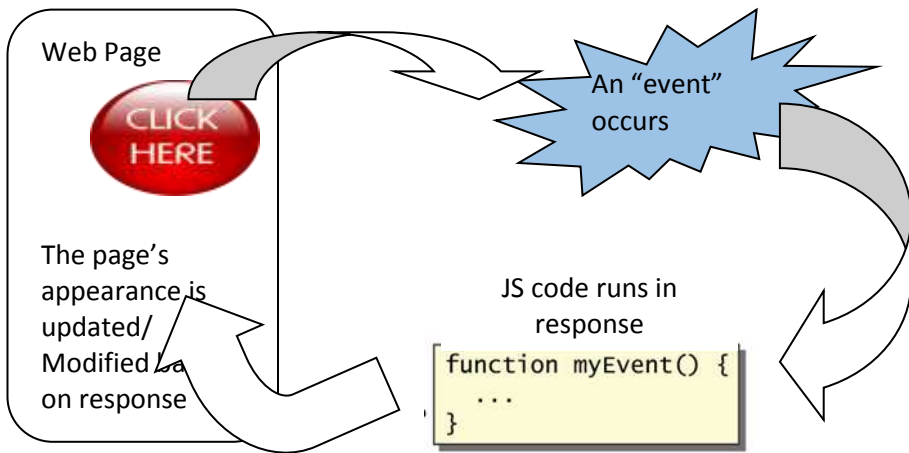 Web Page
CLICK
HERE
An “event”
occurs
The page’s
appearance is
updated/
Modified
on response
JS code runs in
response
function myEvent() {
...
}